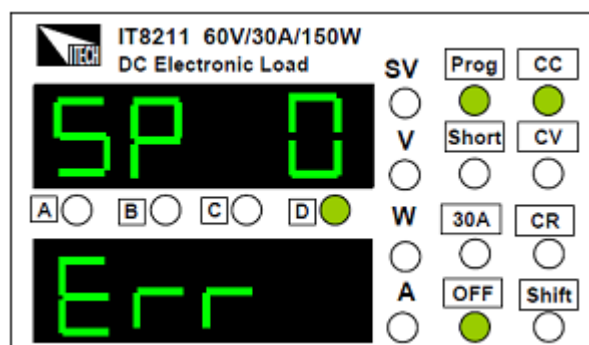 ITECH
IT8211 60V/30A/150W
DC Electronic Load
SV Prog CC
SP 0
V Short CV
A B C D
W 30A CR
Err
A OFF Shift